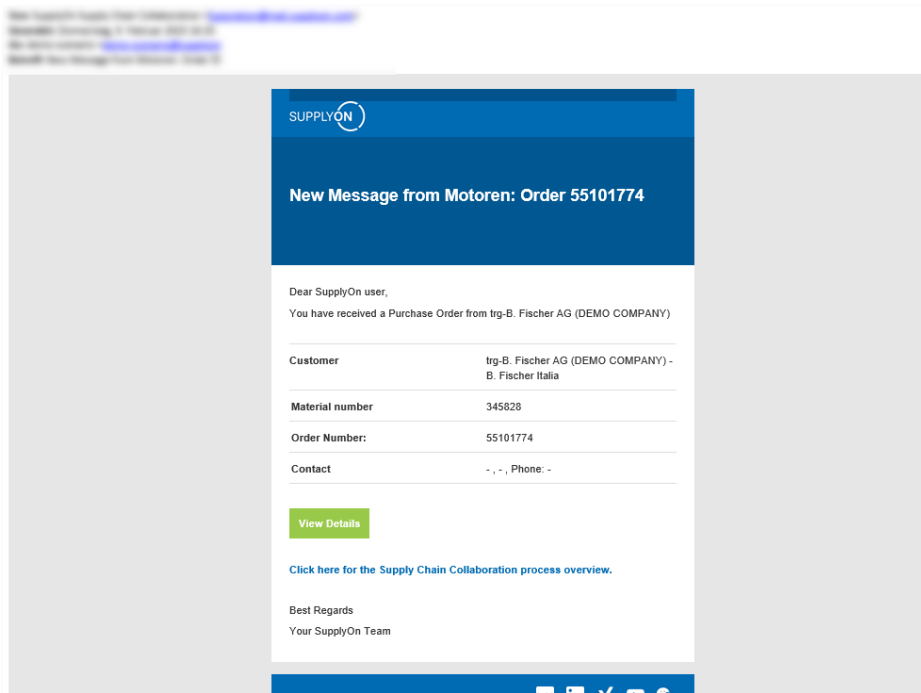 SUPPLYON
New Message from Motoren: Order 55101774
Dear SupplyOn user,
You have received a Purchase Order from trg-B. Fischer AG (DEMO COMPANY)
Customer trg-B. Fischer AG (DEMO COMPANY) -
B. Fischer Italia
Material number 345828
Order Number: 55101774
Contact - , - , Phone: -
View Details
Click here for the Supply Chain Collaboration process overview.
Best Regards
Your SupplyOn Team